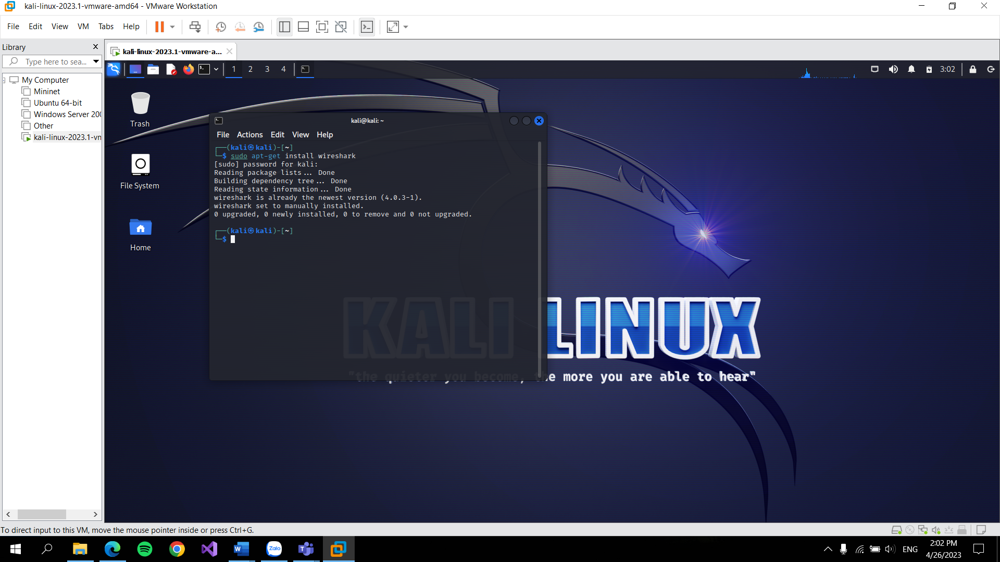 kali-linux-2023.1-vmware-amd64 - VMware Workstation
File Edit View VM Tabs Help
Library
Type here to sea...
My Computer
Mininet
Ubuntu 64-bit
Windows Server 200
Other
kali-linux-2023.1-vm
kali-linux-2023.1-vmware-a...
1 2 3 4
3:02
Trash
File System
Home
kali@kali: ~
File Actions Edit View Help
┌──(kali㉿kali)-[~]
└─$ sudo apt-get install wireshark
[sudo] password for kali:
Reading package lists... Done
Building dependency tree... Done
Reading state information... Done
wireshark is already the newest version (4.0.3-1).
wireshark set to manually installed.
0 upgraded, 0 newly installed, 0 to remove and 0 not upgraded.
┌──(kali㉿kali)-[~]
└─$
KALI LINUX
"the quieter you become, the more you are able to hear"
To direct input to this VM, move the mouse pointer inside or press Ctrl+G.
Zalo
ENG
2:02 PM
4/26/2023